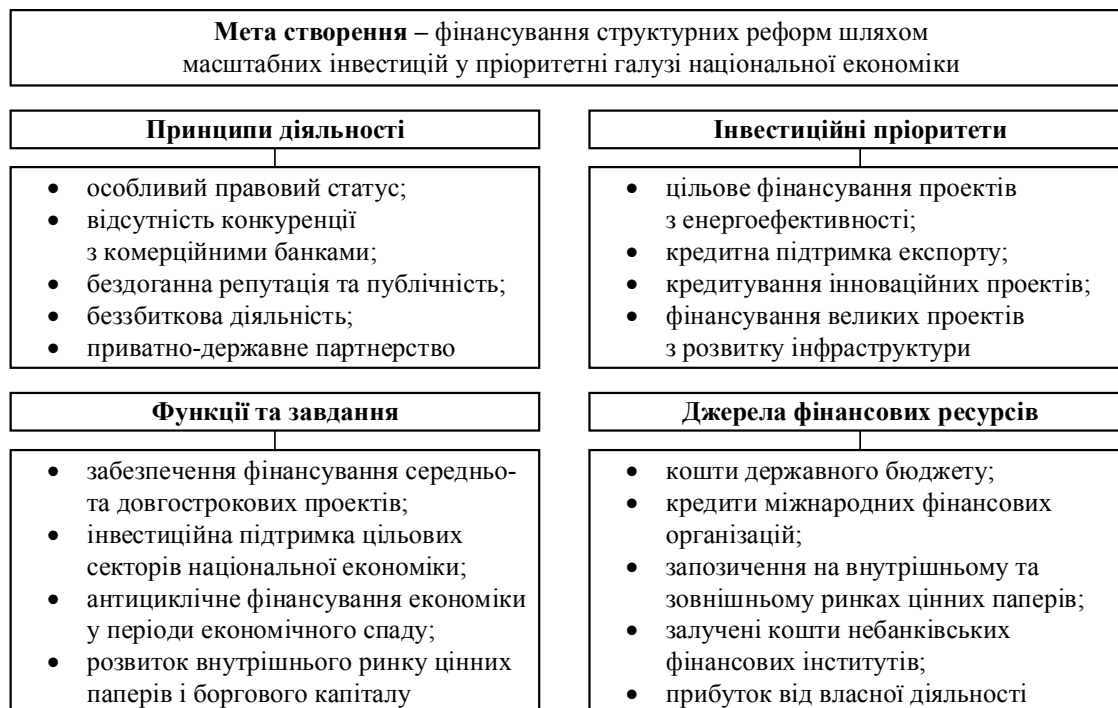 Мета створення – фінансування структурних реформ шляхом
масштабних інвестицій у пріоритетні галузі національної економіки
Принципи діяльності
• особливий правовий статус;
• відсутність конкуренції
з комерційними банками;
• бездоганна репутація та публічність;
• беззбиткова діяльність;
• приватно-державне партнерство
Інвестиційні пріоритети
• цільове фінансування проектів
з енергоефективності;
• кредитна підтримка експорту;
• кредитування інноваційних проектів;
• фінансування великих проектів
з розвитку інфраструктури
Функції та завдання
• забезпечення фінансування середньо-
та довгострокових проектів;
• інвестиційна підтримка цільових
секторів національної економіки;
• антициклічне фінансування економіки
у періоди економічного спаду;
• розвиток внутрішнього ринку цінних
паперів і боргового капіталу
Джерела фінансових ресурсів
• кошти державного бюджету;
• кредити міжнародних фінансових
організацій;
• запозичення на внутрішньому та
зовнішньому ринках цінних паперів;
• залучені кошти небанківських
фінансових інститутів;
• прибуток від власної діяльності